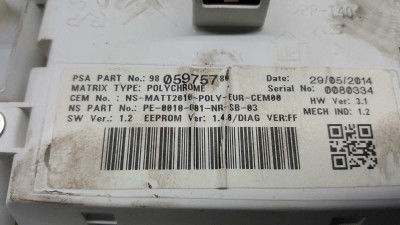 PSA PART No.: 98 059757 80
Date: 29/05/2014
MATRIX TYPE: POLYCHROME
Serial No: 0080334
CEM No.: NS-MATT2010-POLY-EUR-CEM00
HW Ver: 3.1
NS PART No: PE-0010-001-NR-SB-03
MECH IND: 1.2
SW Ver.: 1.2 EEPROM Ver: 1.4.0/DIAG VER:FF